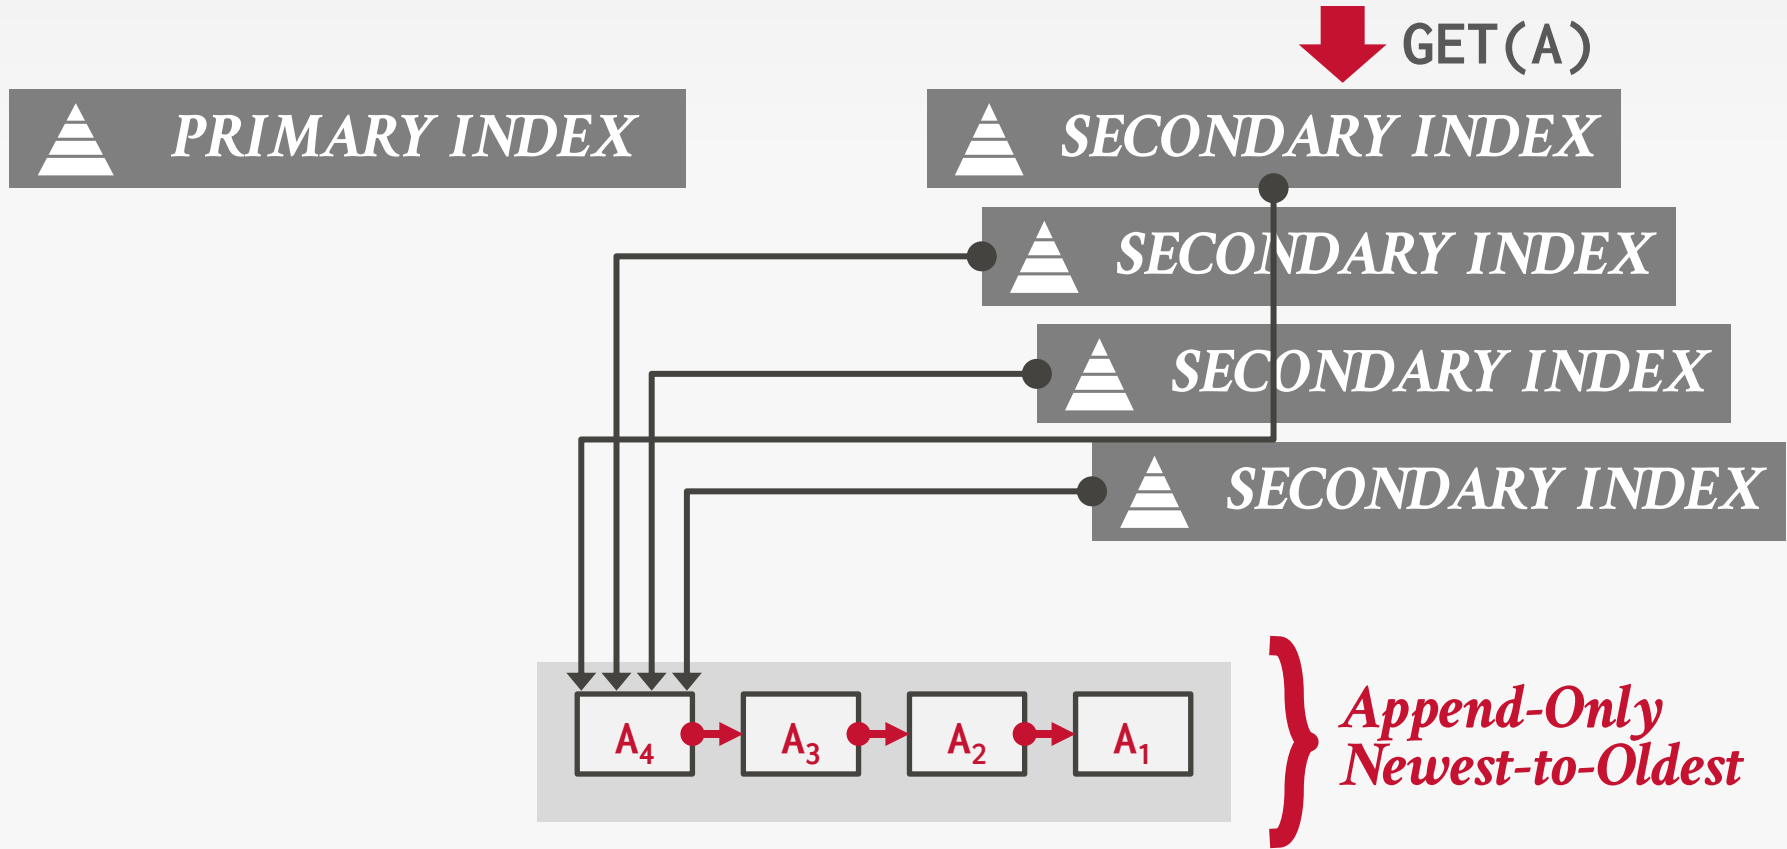 GET(A)
PRIMARY INDEX
SECONDARY INDEX
SECONDARY INDEX
SECONDARY INDEX
SECONDARY INDEX
A4
A3
A2
A1
Append-Only
Newest-to-Oldest